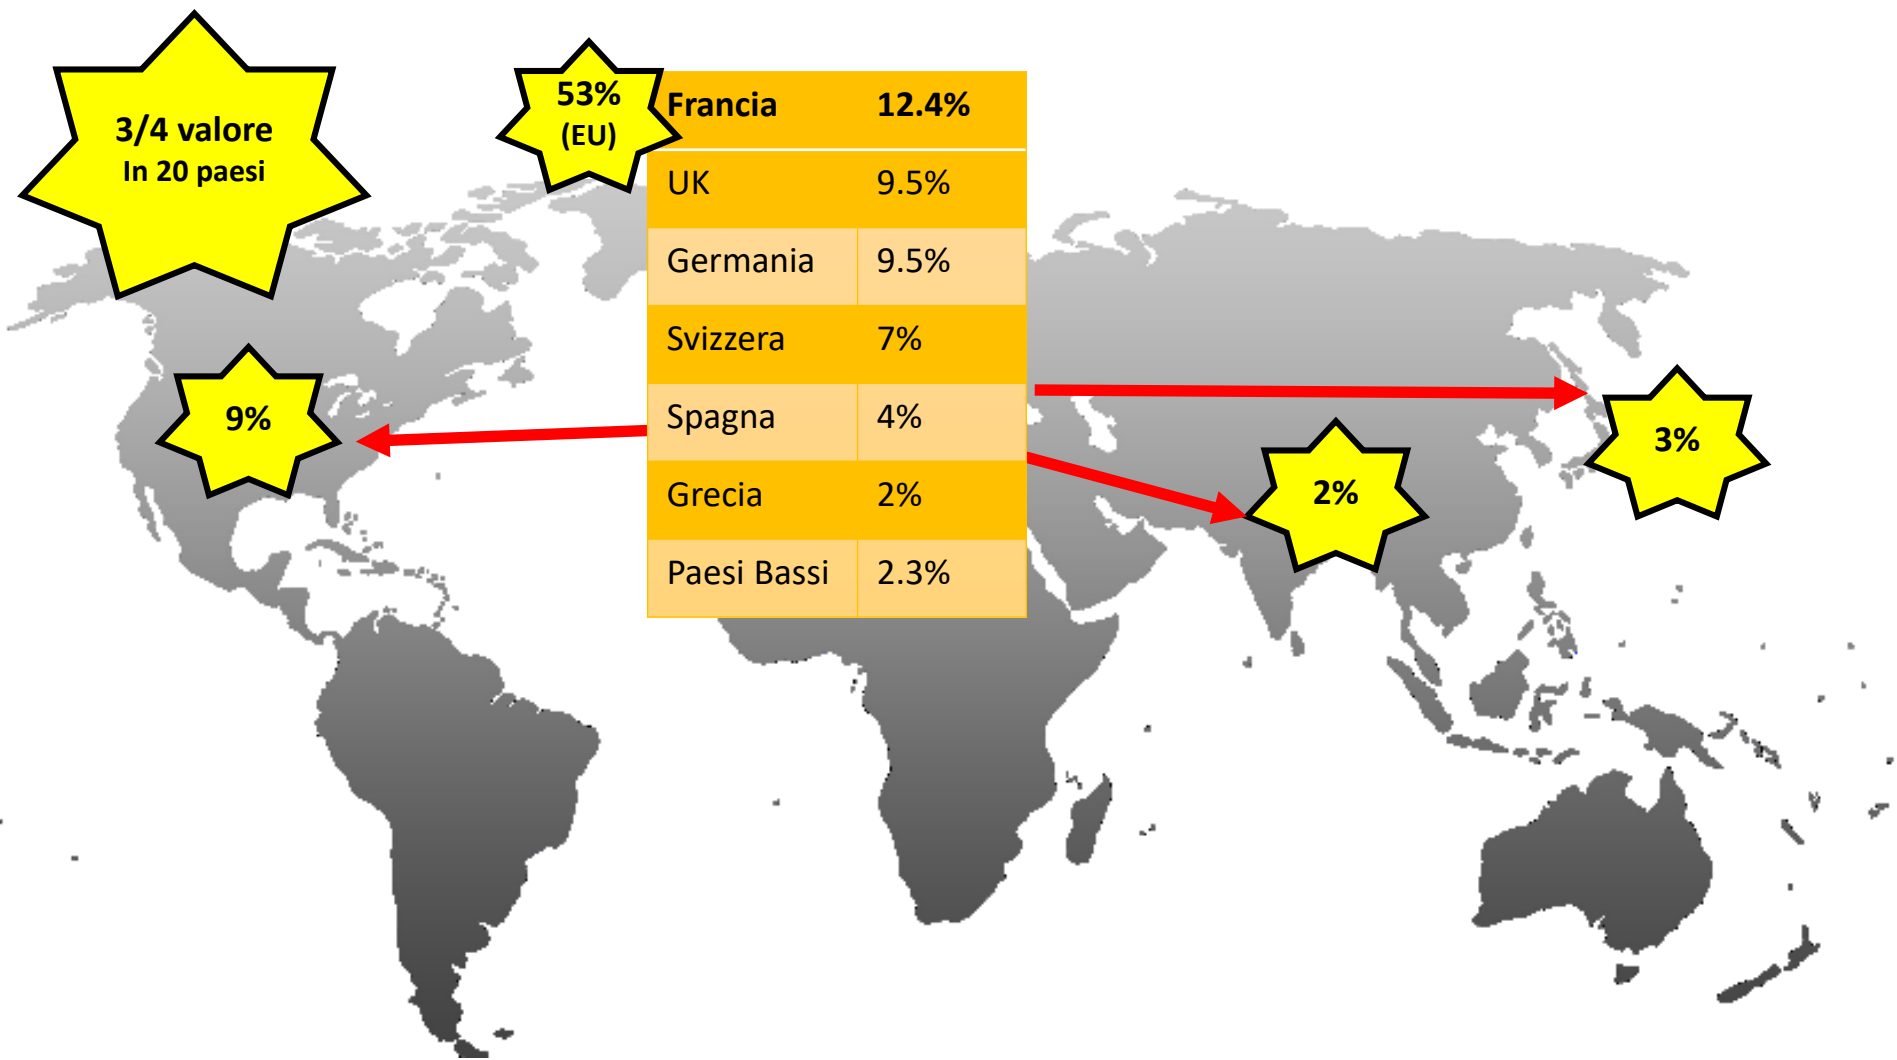 3/4 valore
In 20 paesi
53%
(EU)
Francia 12.4%
UK 9.5%
Germania 9.5%
Svizzera 7%
Spagna 4%
Grecia 2%
Paesi Bassi 2.3%
9%
2%
3%